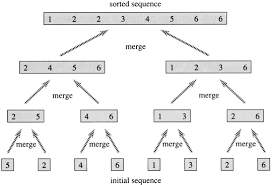 sorted sequence
1 2 2 3 4 5 6 6
merge
2 4 5 6 1 2 3 6
merge merge
2 5 4 6 1 3 2 6
merge merge merge merge
5 2 4 6 1 3 2 6
initial sequence